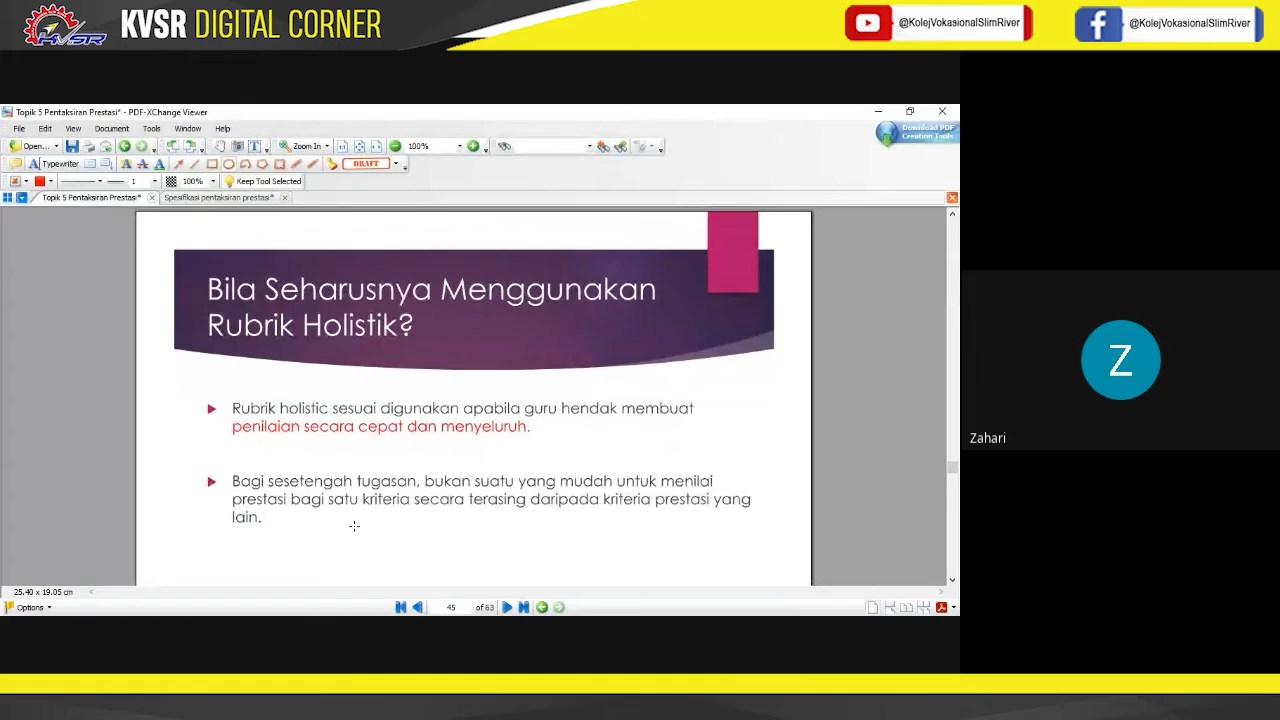 KVSR
KVSR DIGITAL CORNER
@KolejVokasionalSlimRiver
@KolejVokasionalSlimRiver
Topik 5 Pentaksiran Prestasi* - PDF-XChange Viewer
File Edit View Document Tools Window Help
Open... Zoom In 100%
Download PDF
Creation Tools
Typewriter DRAFT
1 100% Keep Tool Selected
Topik 5 Pentaksiran Prestasi* Spesifikasi pentaksiran prestasi*
Bila Seharusnya Menggunakan
Rubrik Holistik?
Rubrik holistic sesuai digunakan apabila guru hendak membuat
penilaian secara cepat dan menyeluruh.
Bagi sesetengah tugasan, bukan suatu yang mudah untuk menilai
prestasi bagi satu kriteria secara terasing daripada kriteria prestasi yang
lain.
Z
Zahari
25.40 x 19.05 cm
Options 45 of 63